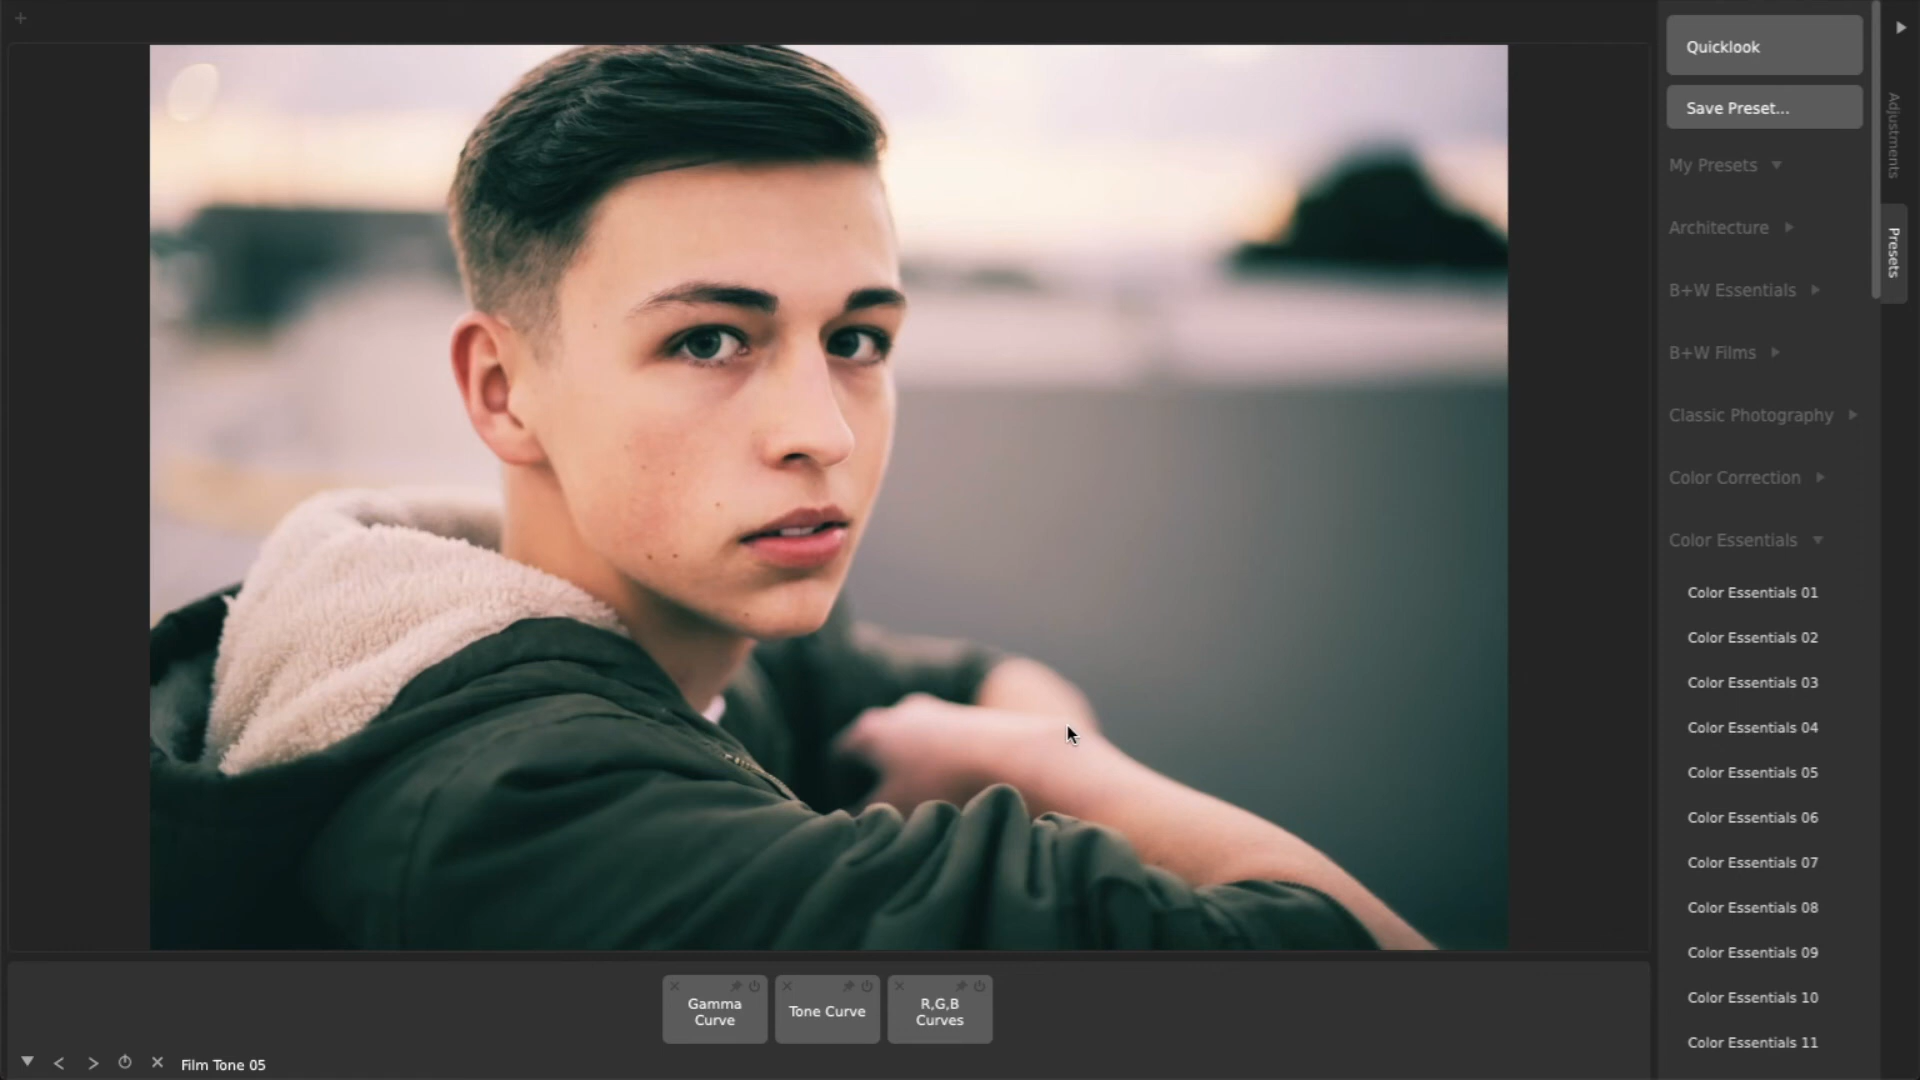 Quicklook
Save Preset...
My Presets
Architecture
B+W Essentials
B+W Films
Classic Photography
Color Correction
Color Essentials
Color Essentials 01
Color Essentials 02
Color Essentials 03
Color Essentials 04
Color Essentials 05
Color Essentials 06
Color Essentials 07
Color Essentials 08
Color Essentials 09
Color Essentials 10
Color Essentials 11
Adjustments
Presets
Gamma
Curve
Tone Curve
R,G,B
Curves
Film Tone 05